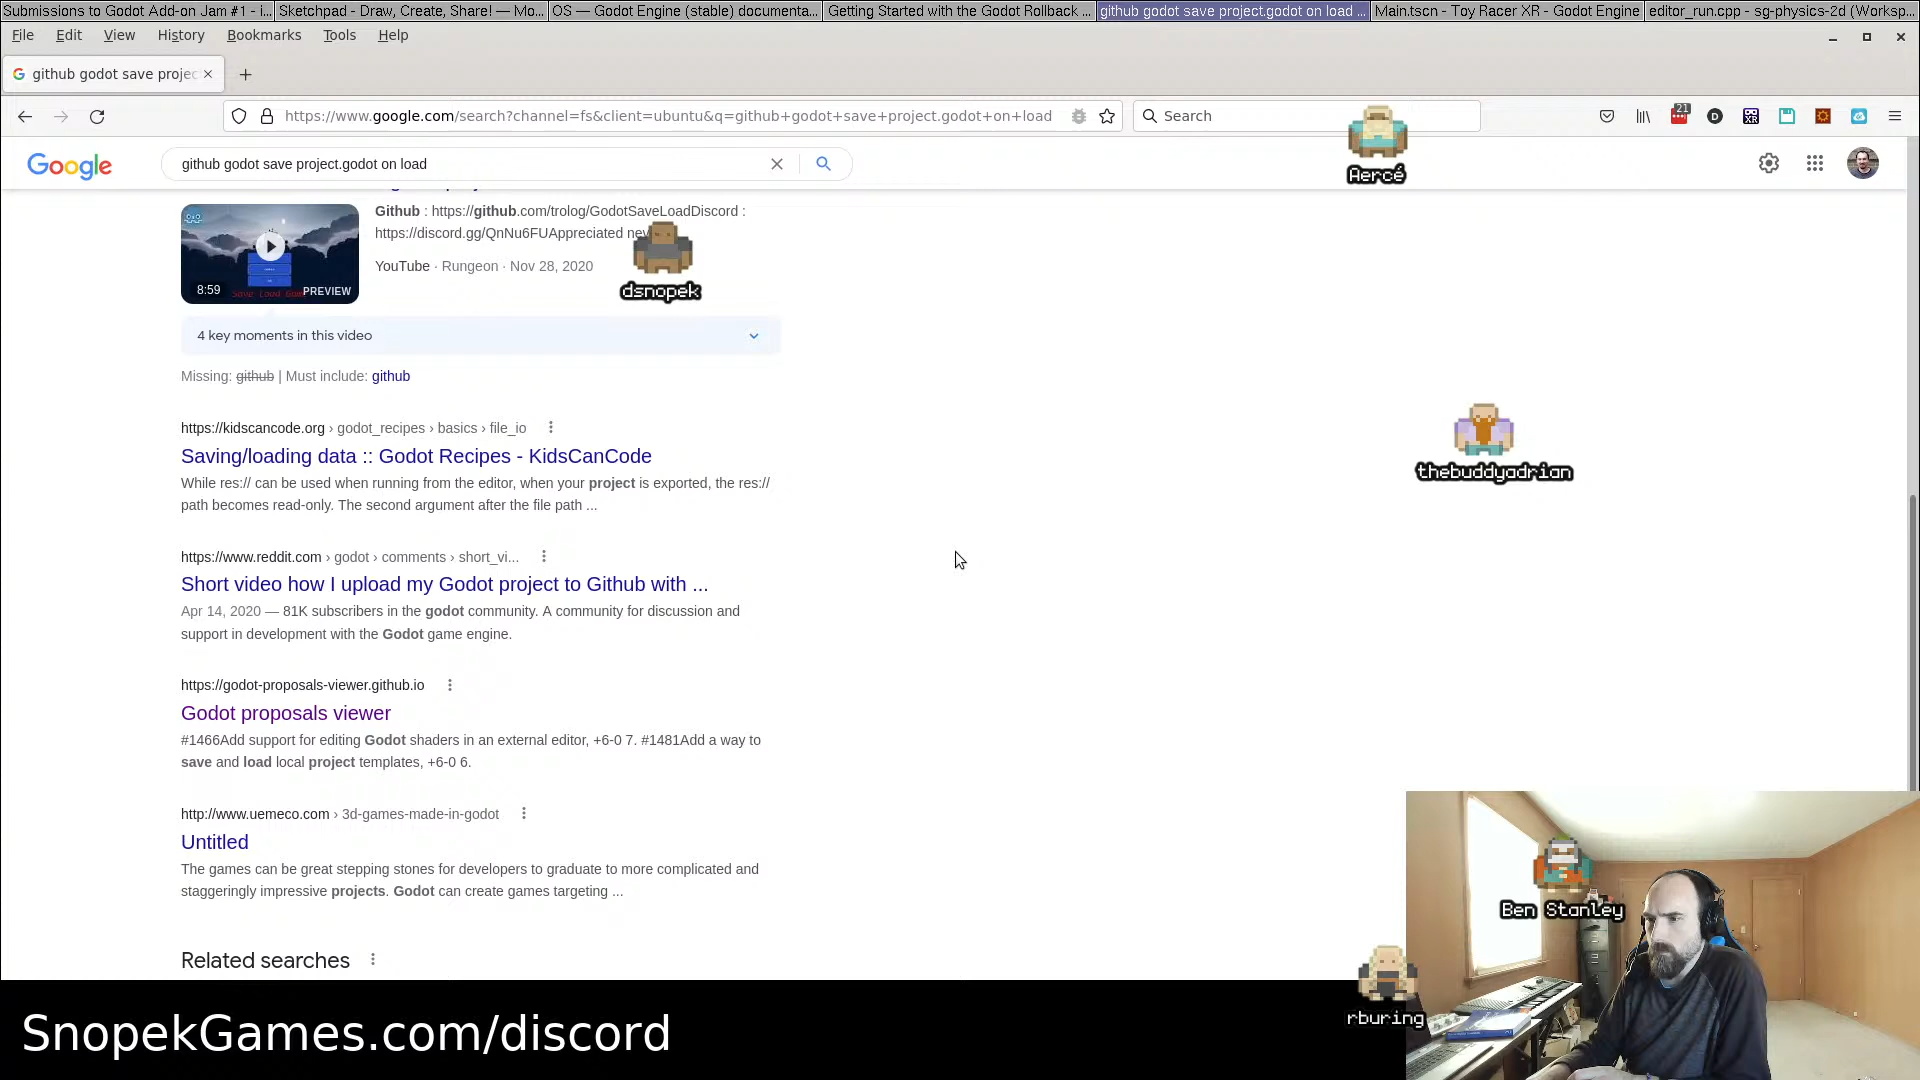 Submissions to Godot Add-on Jam #1 - i...
Sketchpad - Draw, Create, Share! — Mo...
OS — Godot Engine (stable) documenta...
Getting Started with the Godot Rollback ...
github godot save project.godot on load ...
Main.tscn - Toy Racer XR - Godot Engine
editor_run.cpp - sg-physics-2d (Worksp...
File Edit View History Bookmarks Tools Help
github godot save projec
https://www.google.com/search?channel=fs&client=ubuntu&q=github+godot+save+project.godot+on+load
Search
21
Google
github godot save project.godot on load
Aercé
Github : https://github.com/trolog/GodotSaveLoadDiscord :
https://discord.gg/QnNu6FUAppreciated
YouTube · Rungeon · Nov 28, 2020
8:59
PREVIEW
dsnopek
4 key moments in this video
Missing: github | Must include: github
https://kidscancode.org › godot_recipes › basics › file_io
Saving/loading data :: Godot Recipes - KidsCanCode
While res:// can be used when running from the editor, when your project is exported, the res://
path becomes read-only. The second argument after the file path ...
thebuddyadrian
https://www.reddit.com › godot › comments › short_vi...
Short video how I upload my Godot project to Github with ...
Apr 14, 2020 — 81K subscribers in the godot community. A community for discussion and
support in development with the Godot game engine.
https://godot-proposals-viewer.github.io
Godot proposals viewer
#1466Add support for editing Godot shaders in an external editor, +6-0 7. #1481Add a way to
save and load local project templates, +6-0 6.
http://www.uemeco.com › 3d-games-made-in-godot
Untitled
The games can be great stepping stones for developers to graduate to more complicated and
staggeringly impressive projects. Godot can create games targeting ...
Ben Stanley
Related searches
rburing
SnopekGames.com/discord